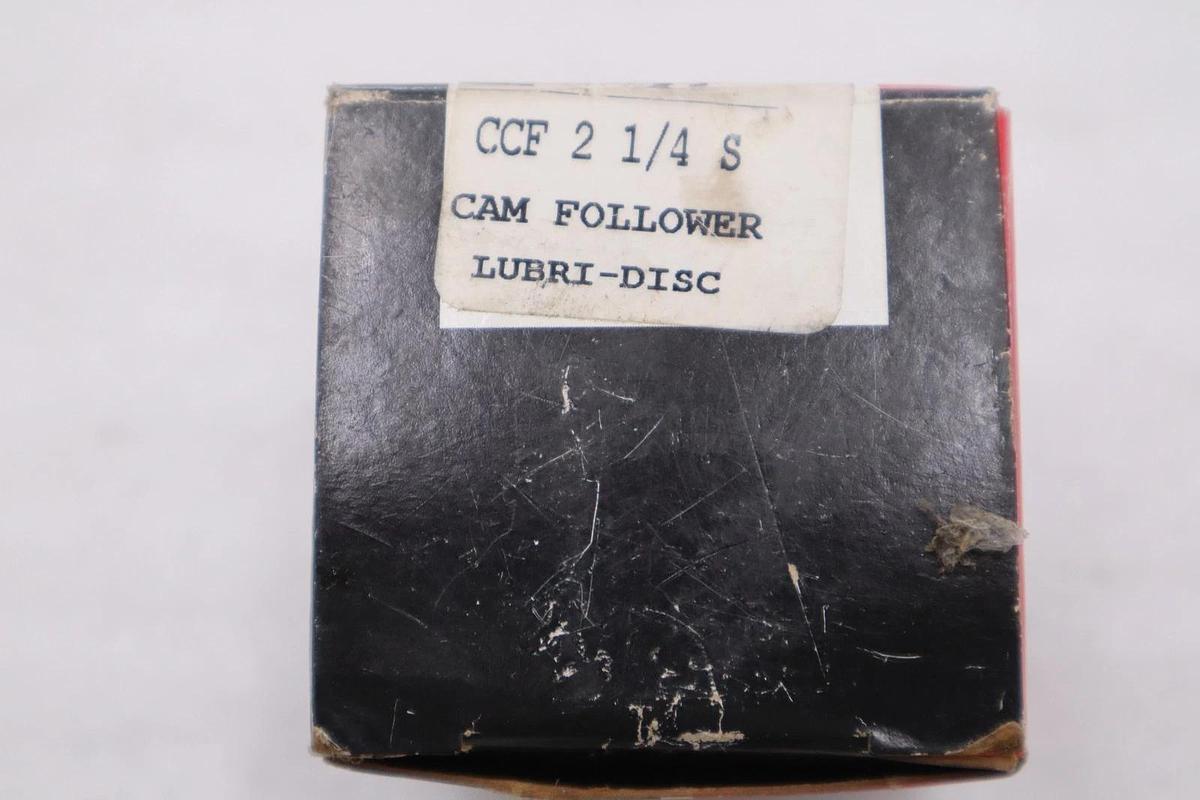 CCF 2 1/4 S
CAM FOLLOWER
LUBRI-DISC